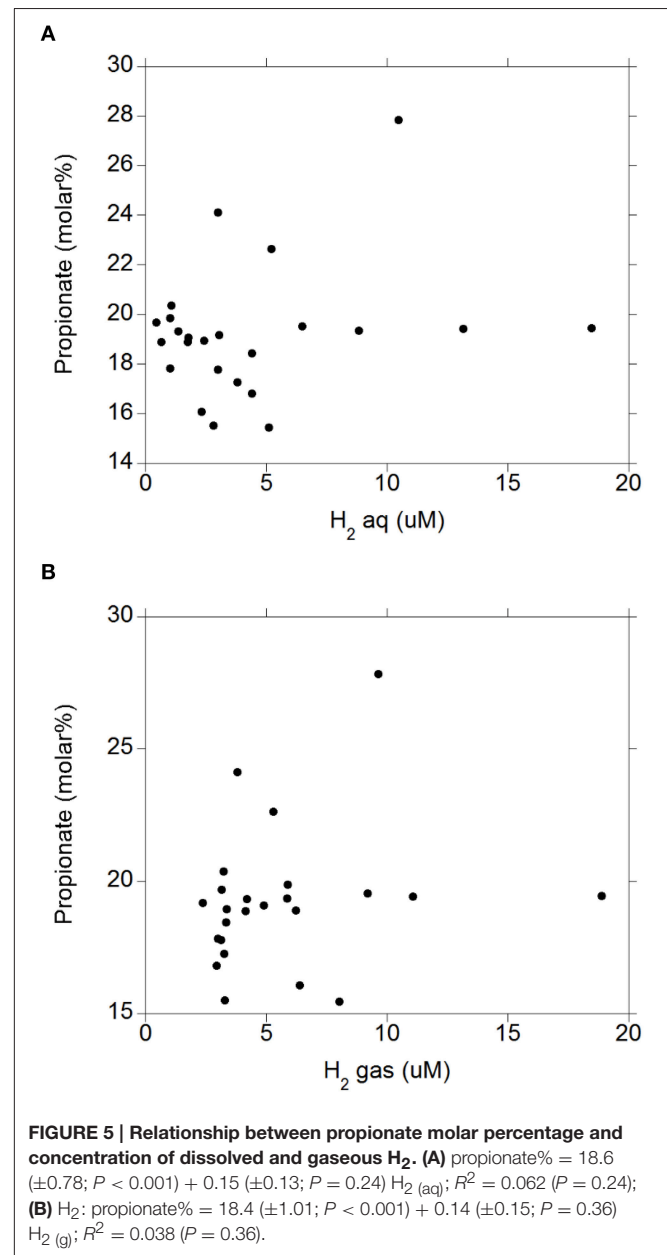 A
30
28
26
24
22
20
18
16
14
Propionate (molar%)
0 5 10 15 20
H₂ aq (uM)
B
30
25
20
15
Propionate (molar%)
0 5 10 15 20
H₂ gas (uM)
FIGURE 5 | Relationship between propionate molar percentage and
concentration of dissolved and gaseous H₂. (A) propionate% = 18.6
(±0.78; P < 0.001) + 0.15 (±0.13; P = 0.24) H₂ (aq); R² = 0.062 (P = 0.24);
(B) H₂: propionate% = 18.4 (±1.01; P < 0.001) + 0.14 (±0.15; P = 0.36)
H₂ (g); R² = 0.038 (P = 0.36).